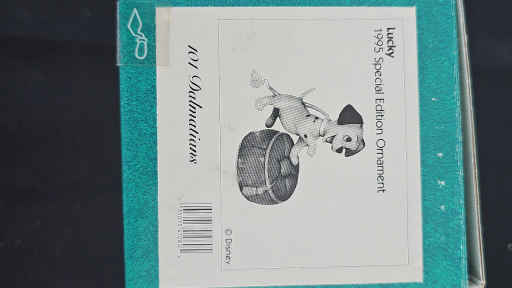 Lucky
1995 Special Edition Ornament
© Disney
101 Dalmatians